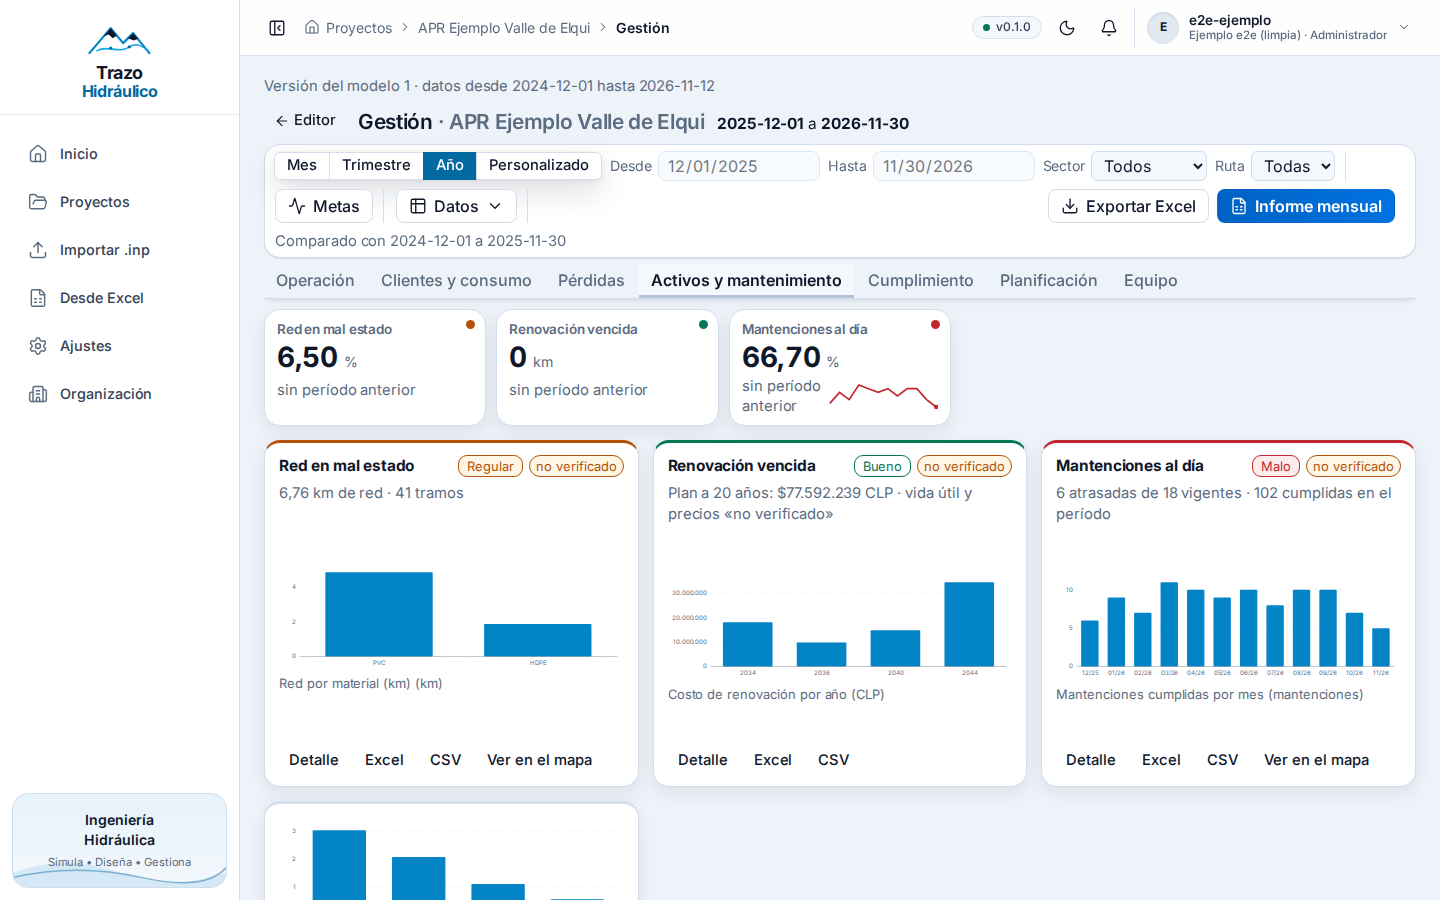 Trazo
Hidráulico
Inicio
Proyectos
Importar .inp
Desde Excel
Ajustes
Organización
Ingeniería
Hidráulica
Simula • Diseña • Gestiona
Proyectos > APR Ejemplo Valle de Elqui > Gestión
v0.1.0
E
e2e-ejemplo
Ejemplo e2e (limpia) · Administrador
Versión del modelo 1 · datos desde 2024-12-01 hasta 2026-11-12
← Editor
Gestión · APR Ejemplo Valle de Elqui 2025-12-01 a 2026-11-30
Mes Trimestre Año Personalizado Desde 12/01/2025 Hasta 11/30/2026 Sector Todos Ruta Todas
Metas Datos Exportar Excel Informe mensual
Comparado con 2024-12-01 a 2025-11-30
Operación Clientes y consumo Pérdidas Activos y mantenimiento Cumplimiento Planificación Equipo
Red en mal estado
6,50 %
sin período anterior
Renovación vencida
0 km
sin período anterior
Mantenciones al día
66,70 %
sin período
anterior
Red en mal estado Regular no verificado
6,76 km de red · 41 tramos
4
2
0
PVC HDPE
Red por material (km) (km)
Detalle Excel CSV Ver en el mapa
Renovación vencida Bueno no verificado
Plan a 20 años: $77.592.239 CLP · vida útil y
precios «no verificado»
30.000.000
20.000.000
10.000.000
0
2034 2036 2040 2044
Costo de renovación por año (CLP)
Detalle Excel CSV
Mantenciones al día Malo no verificado
6 atrasadas de 18 vigentes · 102 cumplidas en el
período
10
5
0
12/25 01/26 02/26 03/26 04/26 05/26 06/26 07/26 08/26 09/26 10/26 11/26
Mantenciones cumplidas por mes (mantenciones)
Detalle Excel CSV Ver en el mapa
3
2
1